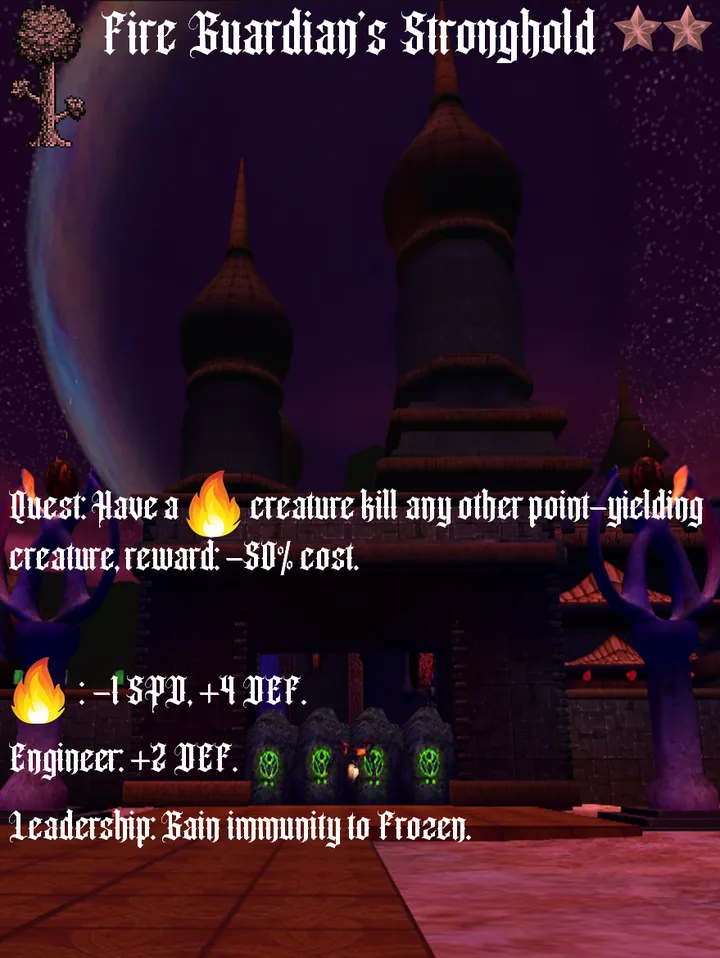 Fire Guardian's Stronghold
Quest: Have a 🔥 creature kill any other point-yielding
creature, reward: -50% cost.
🔥 : -1 SPD, +4 DEF.
Engineer: +2 DEF.
Leadership: Gain immunity to Frozen.